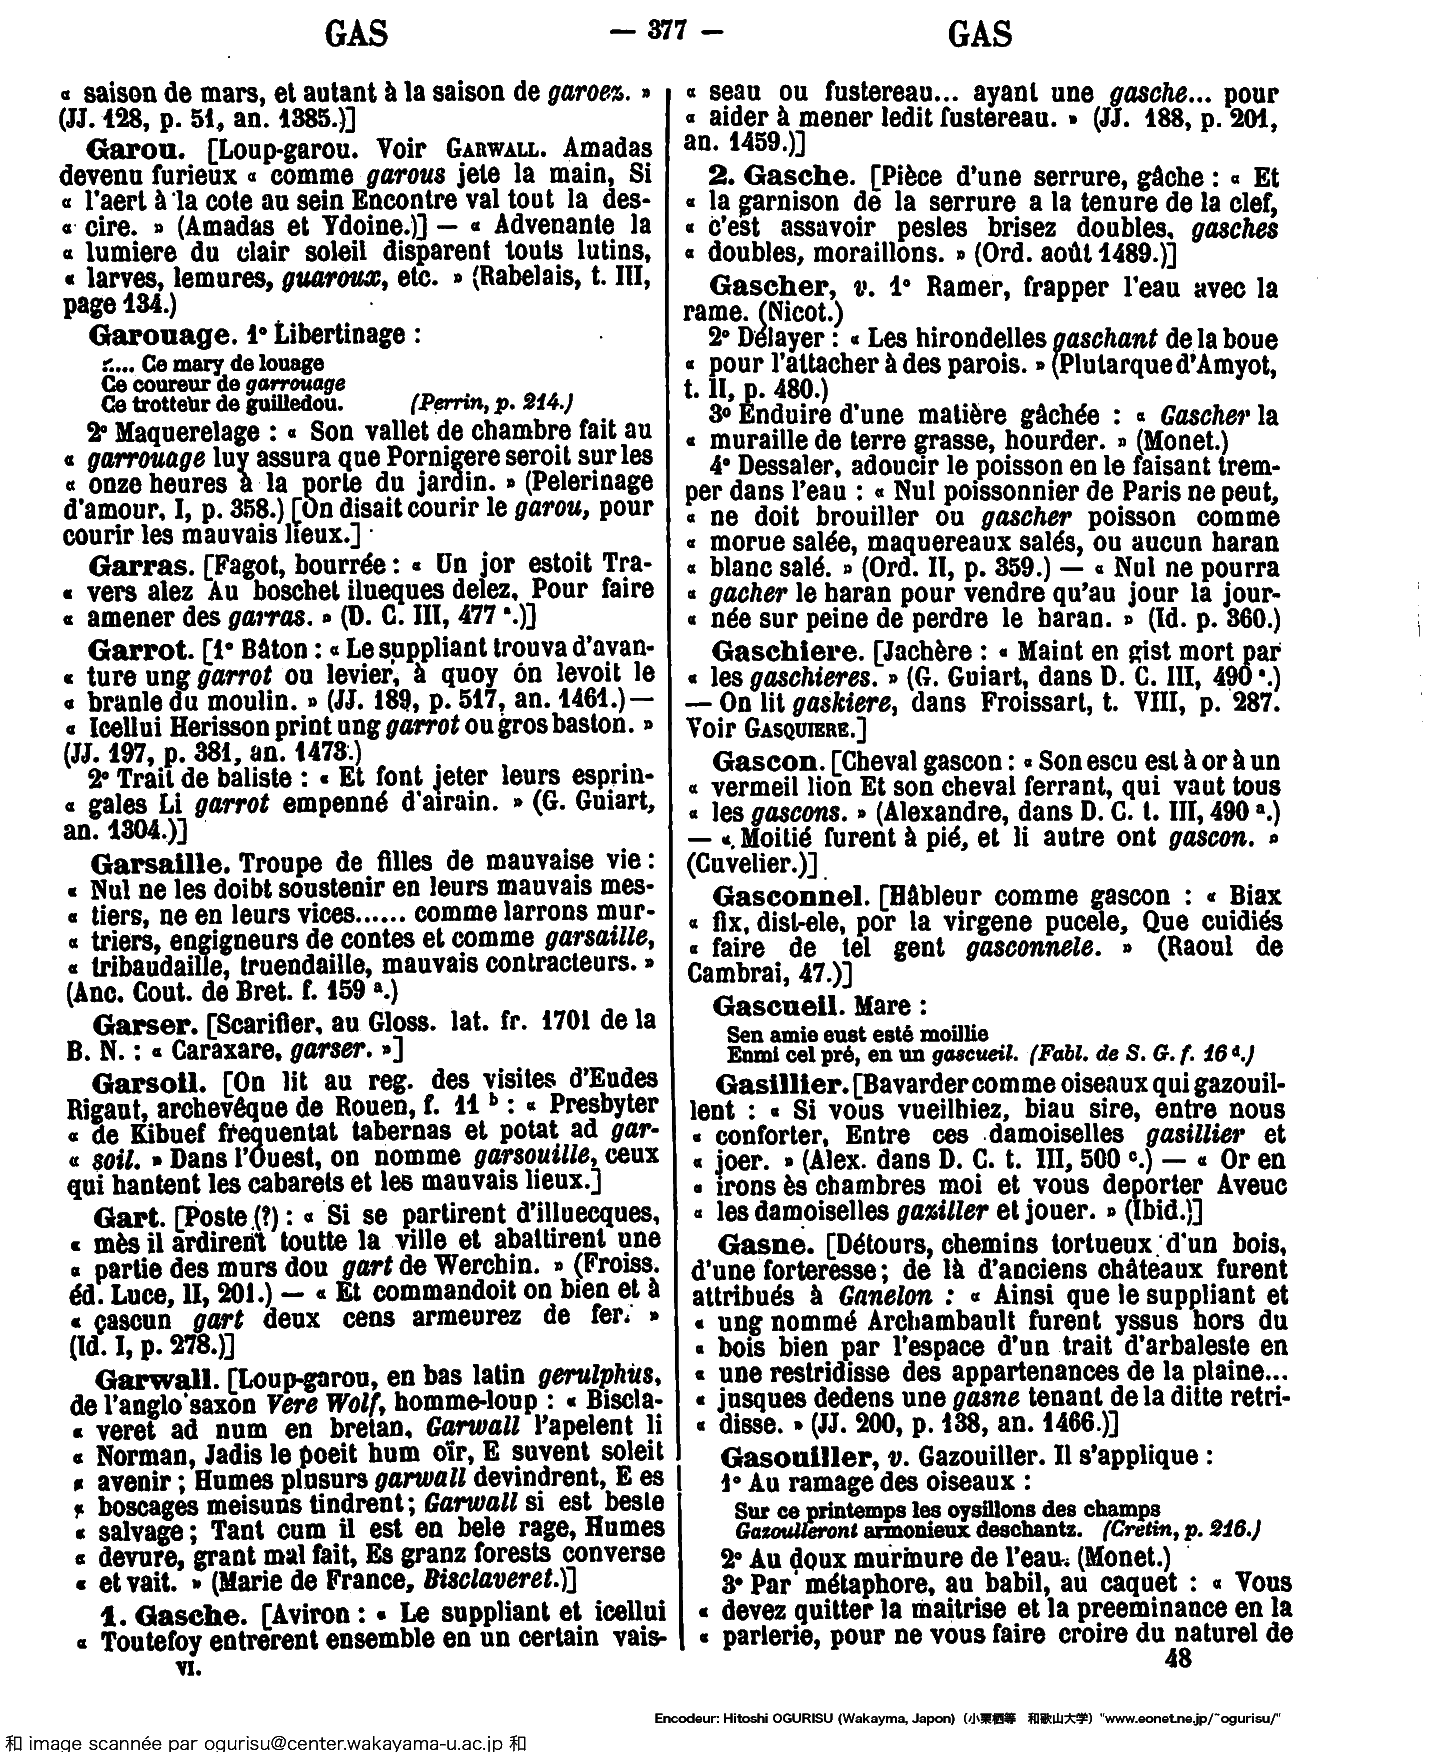 GAS — 377 — GAS
« saison de mars, et autant à la saison de garoez. »
(JJ. 128, p. 51, an. 1385.)]
Garou. [Loup-garou. Voir GARWALL. Amadas
devenu furieux « comme garous jete la main, Si
« l'aert à la cote au sein Encontre val tout la des-
« cire. » (Amadas et Ydoine.)] — « Advenante la
« lumiere du clair soleil disparent touts lutins,
« larves, lemures, guaroux, etc. » (Rabelais, t. III,
page 134.)
Garouage. 1° Libertinage :
..... Ce mary de louage
Ce coureur de garrouage
Ce trotteur de guilledou. (Perrin, p. 214.)
2° Maquerelage : « Son vallet de chambre fait au
« garrouage luy assura que Pornigere seroit sur les
« onze heures à la porte du jardin. » (Pelerinage
d'amour, I, p. 358.) [On disait courir le garou, pour
courir les mauvais lieux.]
Garras. [Fagot, bourrée : « Un jor estoit Tra-
« vers alez Au boschet ilueques delez, Pour faire
« amener des garras. » (D. C. III, 477 ª.)]
Garrot. [1° Bâton : « Le suppliant trouva d'avan-
« ture ung garrot ou levier, à quoy on levoit le
« branle du moulin. » (JJ. 189, p. 517, an. 1461.) —
« Icellui Herisson print ung garrot ou gros baston. »
(JJ. 197, p. 381, an. 1473.)
2° Trait de baliste : « Et font jeter leurs esprin-
« gales Li garrot empenné d'airain. » (G. Guiart,
an. 1304.)]
Garsaille. Troupe de filles de mauvaise vie :
« Nul ne les doibt soustenir en leurs mauvais mes-
« tiers, ne en leurs vices...... comme larrons mur-
« triers, engigneurs de contes et comme garsaille,
« tribaudaille, truendaille, mauvais contracteurs. »
(Anc. Cout. de Bret. f. 159 ª.)
Garser. [Scarifier, au Gloss. lat. fr. 1701 de la
B. N. : « Caraxare, garser. »]
Garsoil. [On lit au reg. des visites d'Eudes
Rigaut, archevêque de Rouen, f. 11 ᵇ : « Presbyter
« de Kibuef frequentat tabernas et potat ad gar-
« soil. » Dans l'Ouest, on nomme garsouille, ceux
qui hantent les cabarets et les mauvais lieux.]
Gart. [Poste (?) : « Si se partirent d'illuecques,
« mès il ardirent toutte la ville et abattirent une
« partie des murs dou gart de Werchin. » (Froiss.
éd. Luce, II, 201.) — « Et commandoit on bien et à
« cascun gart deux cens armeurez de fer. »
(Id. I, p. 278.)]
Garwall. [Loup-garou, en bas latin gerulphus,
de l'anglo saxon Vere Wolf, homme-loup : « Biscla-
« veret ad num en bretan, Garwall l'apelent li
« Norman, Jadis le poeit hum oïr, E suvent soleit
« avenir ; Humes plusurs garwall devindrent, E es
« boscages meisuns tindrent ; Garwall si est beste
« salvage ; Tant cum il est en bele rage, Humes
« devure, grant mal fait, Es granz forests converse
« et vait. » (Marie de France, Bisclaveret.)]
1. Gasche. [Aviron : « Le suppliant et icellui
« Toutefoy entrerent ensemble en un certain vais-
VI.
« seau ou fustereau... ayant une gasche... pour
« aider à mener ledit fustereau. » (JJ. 188, p. 201,
an. 1459.)]
2. Gasche. [Pièce d'une serrure, gâche : « Et
« la garnison de la serrure a la tenure de la clef,
« c'est assavoir pesles brisez doubles, gasches
« doubles, moraillons. » (Ord. août 1489.)]
Gascher, v. 1° Ramer, frapper l'eau avec la
rame. (Nicot.)
2° Délayer : « Les hirondelles gaschant de la boue
« pour l'attacher à des parois. » (Plutarque d'Amyot,
t. II, p. 480.)
3° Enduire d'une matière gâchée : « Gascher la
« muraille de terre grasse, hourder. » (Monet.)
4° Dessaler, adoucir le poisson en le faisant trem-
per dans l'eau : « Nul poissonnier de Paris ne peut,
« ne doit brouiller ou gascher poisson comme
« morue salée, maquereaux salés, ou aucun haran
« blanc salé. » (Ord. II, p. 359.) — « Nul ne pourra
« gacher le haran pour vendre qu'au jour la jour-
« née sur peine de perdre le haran. » (Id. p. 360.)
Gaschiere. [Jachère : « Maint en gist mort par
« les gaschieres. » (G. Guiart, dans D. C. III, 490 ª.)
— On lit gaskiere, dans Froissart, t. VIII, p. 287.
Voir GASQUIERE.]
Gascon. [Cheval gascon : « Son escu est à or à un
« vermeil lion Et son cheval ferrant, qui vaut tous
« les gascons. » (Alexandre, dans D. C. t. III, 490 ª.)
— « Moitié furent à pié, et li autre ont gascon. »
(Cuvelier.)]
Gasconnel. [Hâbleur comme gascon : « Biax
« fix, dist-ele, por la virgene pucele, Que cuidiés
« faire de tel gent gasconnele. » (Raoul de
Cambrai, 47.)]
Gascueil. Mare :
Sen amie eust esté moillie
Enmi cel pré, en un gascueil. (Fabl. de S. G. f. 16 ᵈ.)
Gasillier. [Bavarder comme oiseaux qui gazouil-
lent : « Si vous vueilhiez, biau sire, entre nous
« conforter, Entre ces damoiselles gasillier et
« joer. » (Alex. dans D. C. t. III, 500 ᶜ.) — « Or en
« irons ès chambres moi et vous deporter Aveuc
« les damoiselles gaziller et jouer. » (Ibid.)]
Gasne. [Détours, chemins tortueux d'un bois,
d'une forteresse ; de là d'anciens châteaux furent
attribués à Ganelon : « Ainsi que le suppliant et
« ung nommé Archambault furent yssus hors du
« bois bien par l'espace d'un trait d'arbaleste en
« une restridisse des appartenances de la plaine...
« jusques dedens une gasne tenant de la ditte retri-
« disse. » (JJ. 200, p. 138, an. 1466.)]
Gasouiller, v. Gazouiller. Il s'applique :
1° Au ramage des oiseaux :
Sur ce printemps les oysillons des champs
Gazoulleront armonieux deschantz. (Cretin, p. 216.)
2° Au doux murmure de l'eau. (Monet.)
3° Par métaphore, au babil, au caquet : « Vous
« devez quitter la maitrise et la preeminance en la
« parlerie, pour ne vous faire croire du naturel de
48
Encodeur: Hitoshi OGURISU (Wakayma, Japon) (小栗栖等 和歌山大学) "www.eonet.ne.jp/~ogurisu/"
和 image scannée par ogurisu@center.wakayama-u.ac.jp 和